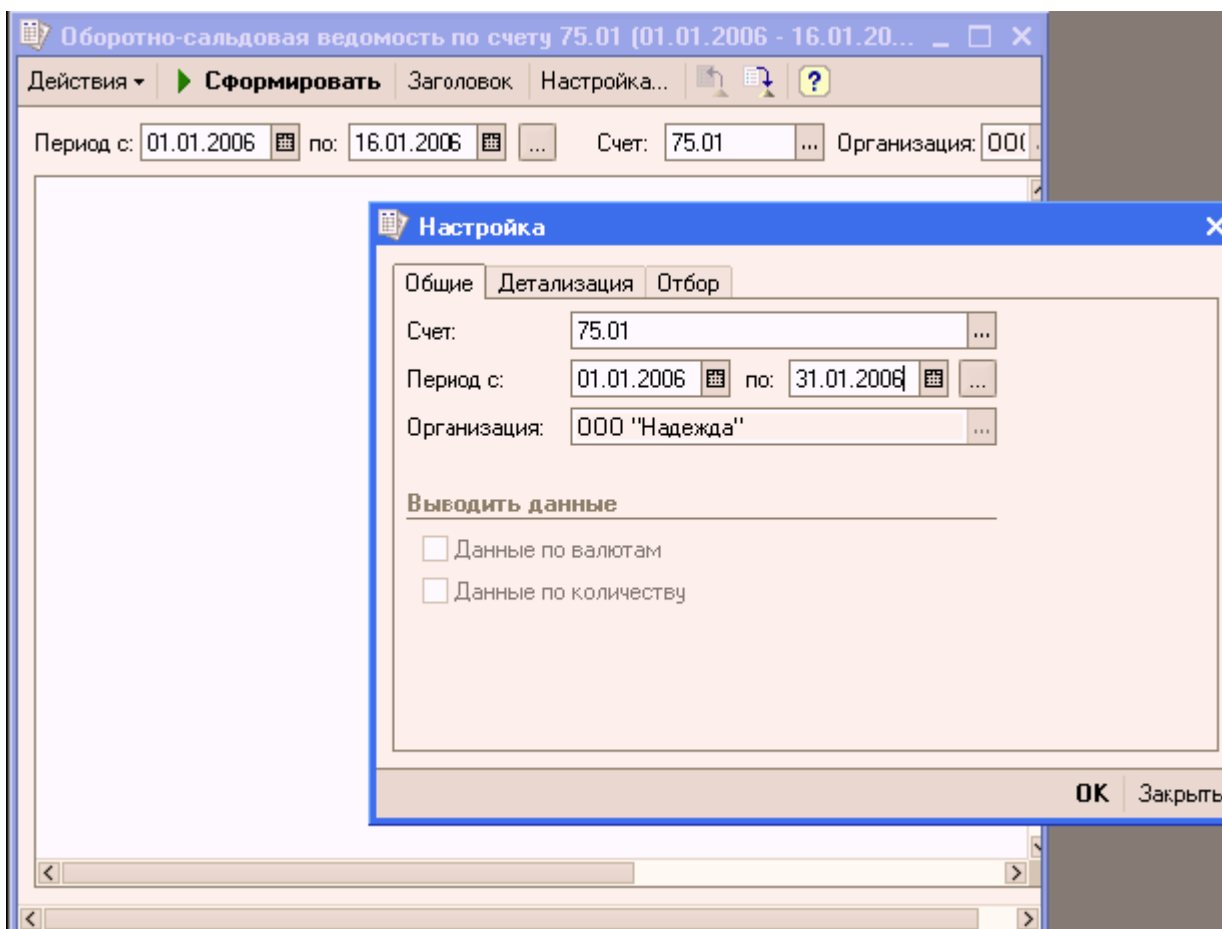 Оборотно-сальдовая ведомость по счету 75.01 (01.01.2006 - 16.01.20...
Действия Сформировать Заголовок Настройка... ?
Период с: 01.01.2006 по: 16.01.2006 ... Счет: 75.01 ... Организация: ООО
Настройка
Общие Детализация Отбор
Счет: 75.01 ...
Период с: 01.01.2006 по: 31.01.2006 ...
Организация: ООО "Надежда" ...
Выводить данные
Данные по валютам
Данные по количеству
OK Закрыть